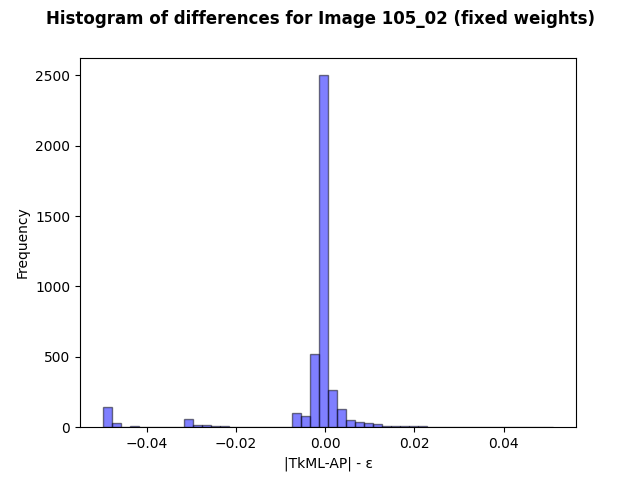 Histogram of differences for Image 105_02 (fixed weights)
2500
2000
1500
1000
500
0
Frequency
−0.04 −0.02 0.00 0.02 0.04
|TkML-AP| - ε